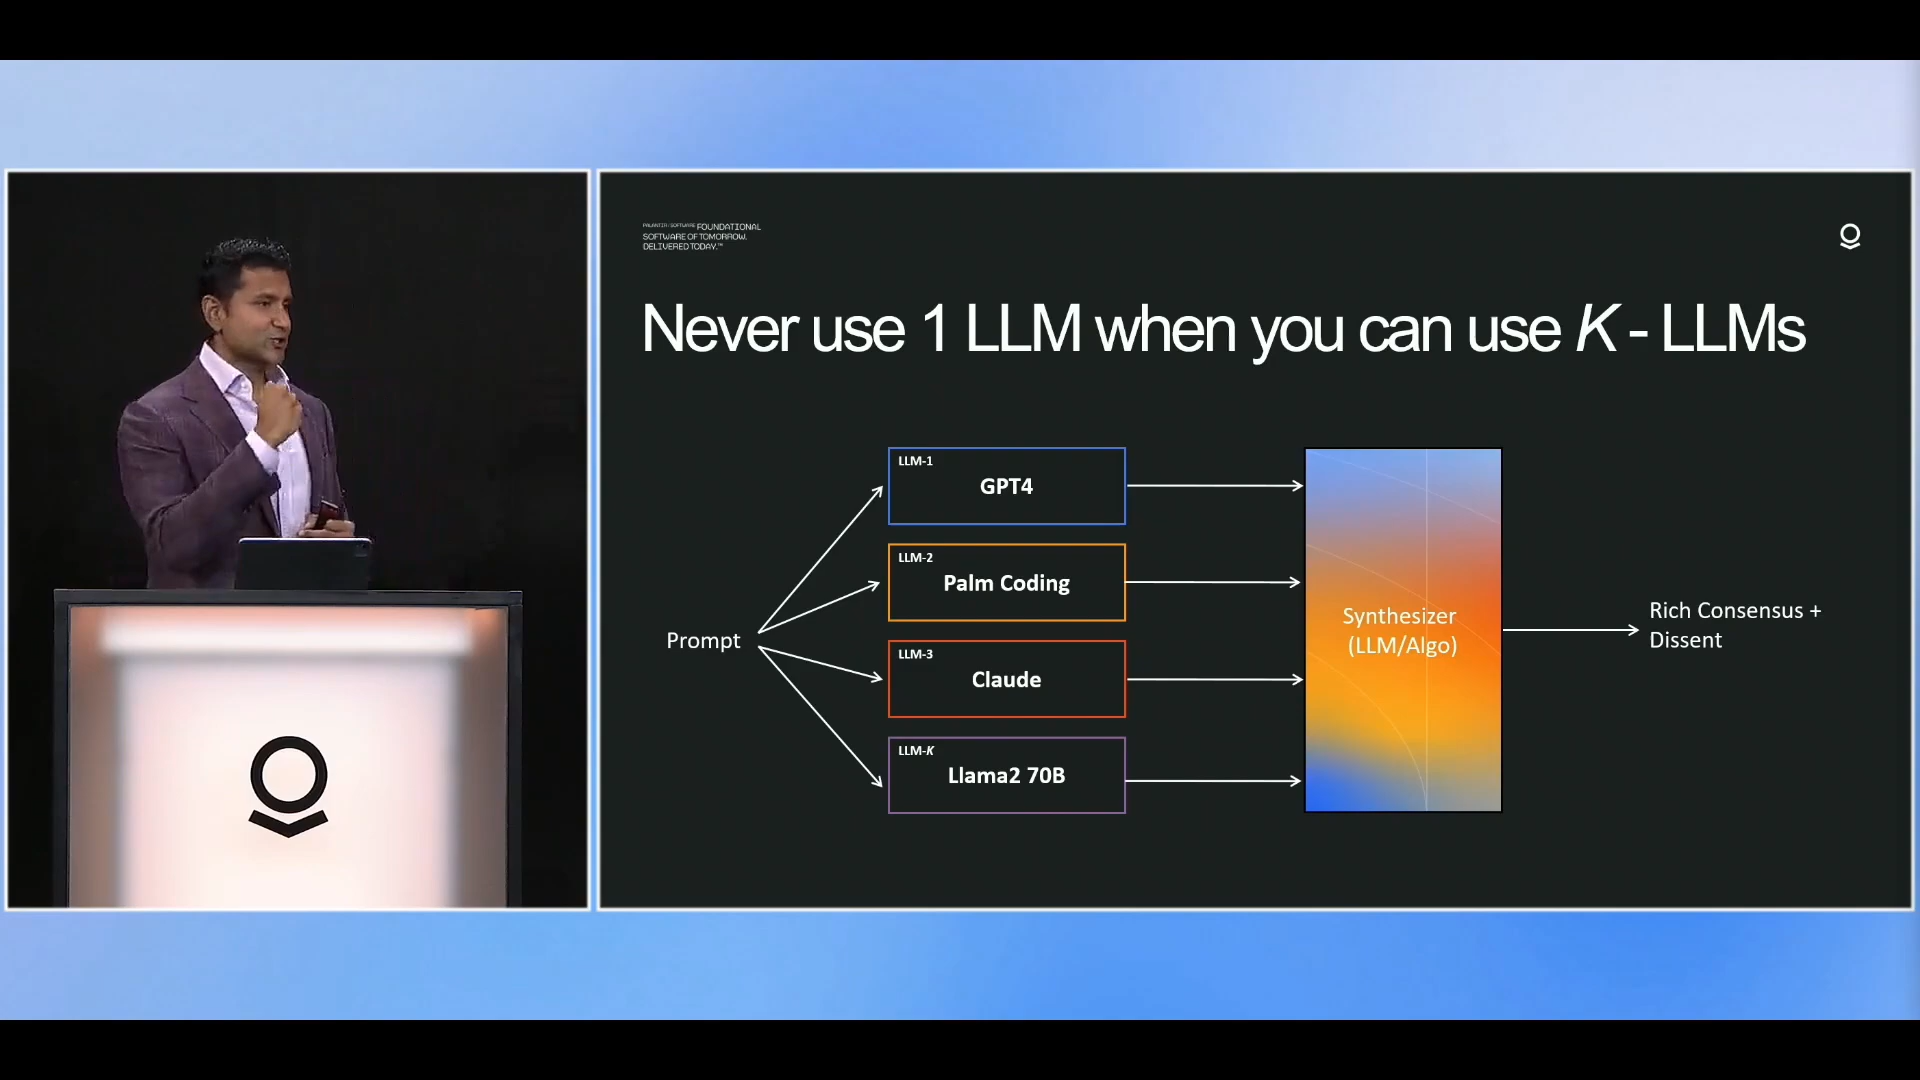 PALANTIR : SOFTWARE FOUNDATIONAL
SOFTWARE OF TOMORROW.
DELIVERED TODAY.™
Never use 1 LLM when you can use K - LLMs
LLM-1
GPT4
LLM-2
Palm Coding
LLM-3
Claude
LLM-K
Llama2 70B
Prompt
Synthesizer
(LLM/Algo)
Rich Consensus +
Dissent